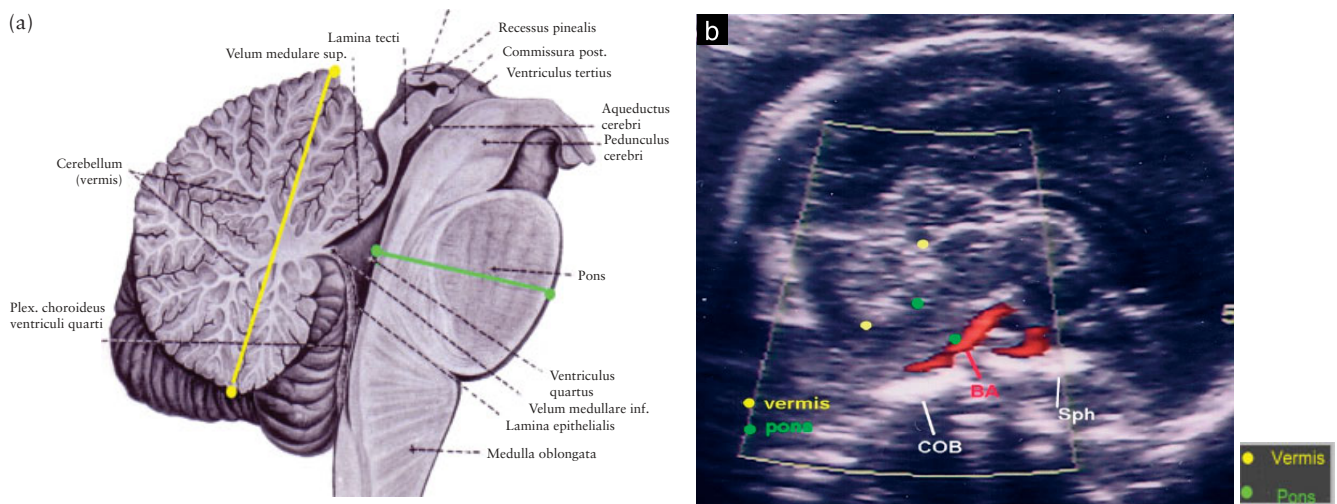 (a)
Recessus pinealis
Lamina tecti
Commissura post.
Velum medulare sup.
Ventriculus tertius
Aqueductus
cerebri
Pedunculus
cerebri
Cerebellum
(vermis)
Pons
Plex. choroideus
ventriculi quarti
Ventriculus
quartus
Velum medullare inf.
Lamina epithelialis
Medulla oblongata
b
5
BA
Sph
vermis
pons
COB
Vermis
Pons